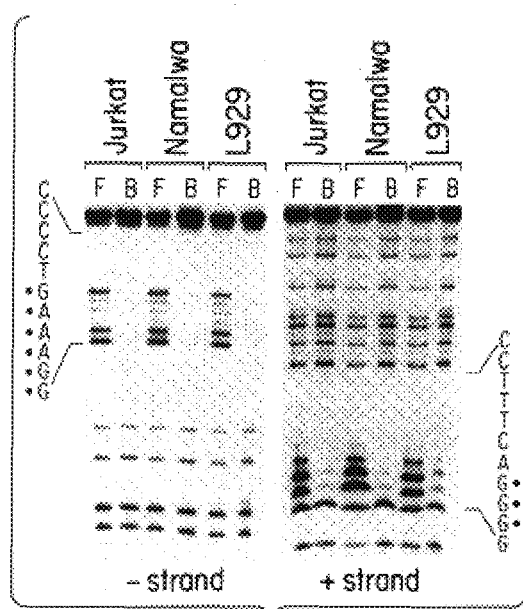 Jurkat Namalwa L929 Jurkat Namalwa L929
F B F B F B F B F B F B
C
C
C
C
T
• G
• A
• A
• A
• G
• G
C
C
T
T
T
C
A
G •
G •
G •
G
– strand + strand